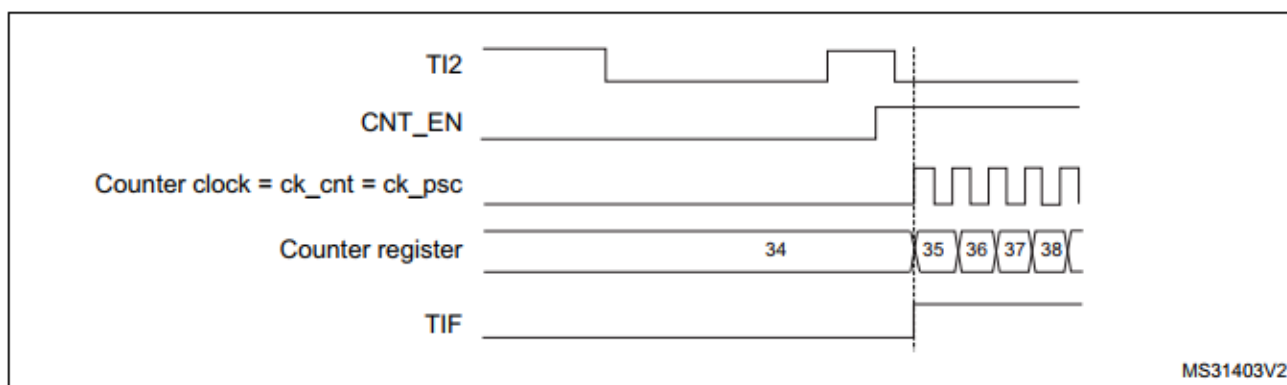 TI2
CNT_EN
Counter clock = ck_cnt = ck_psc
Counter register 34 35 36 37 38
TIF
MS31403V2